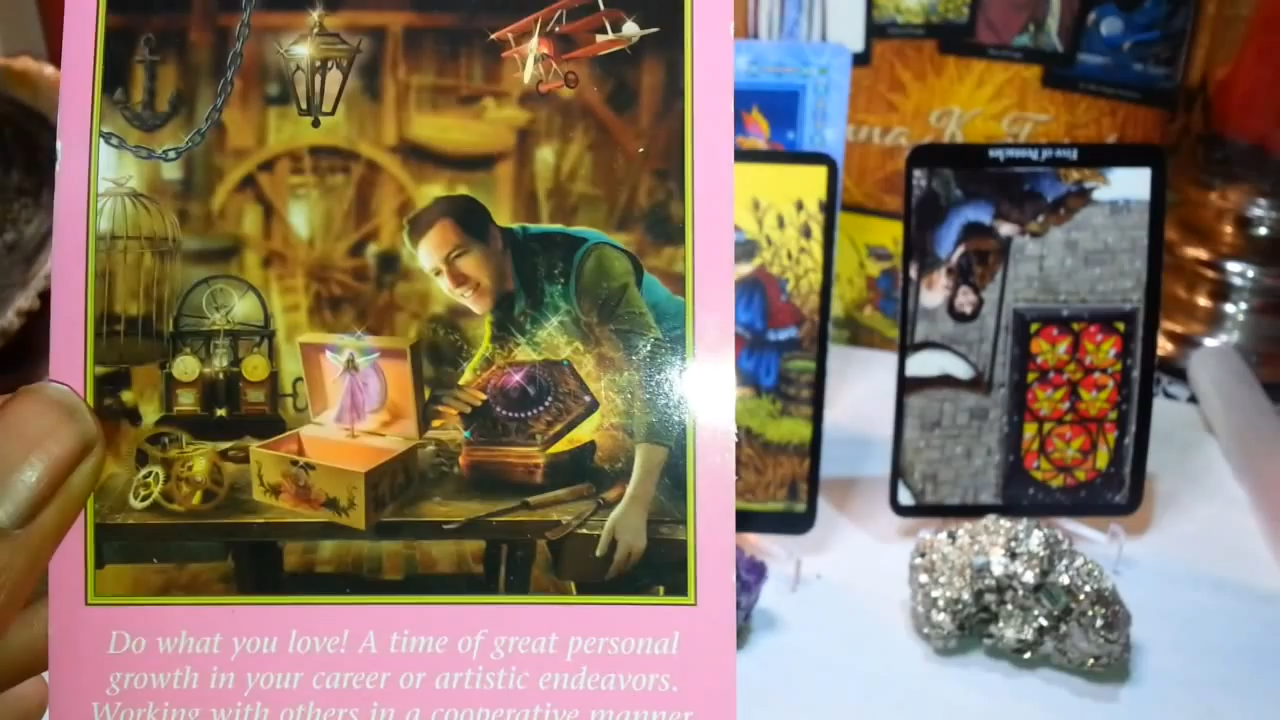 Five of Pentacles
Do what you love! A time of great personal
growth in your career or artistic endeavors.
Working with others in a cooperative manner